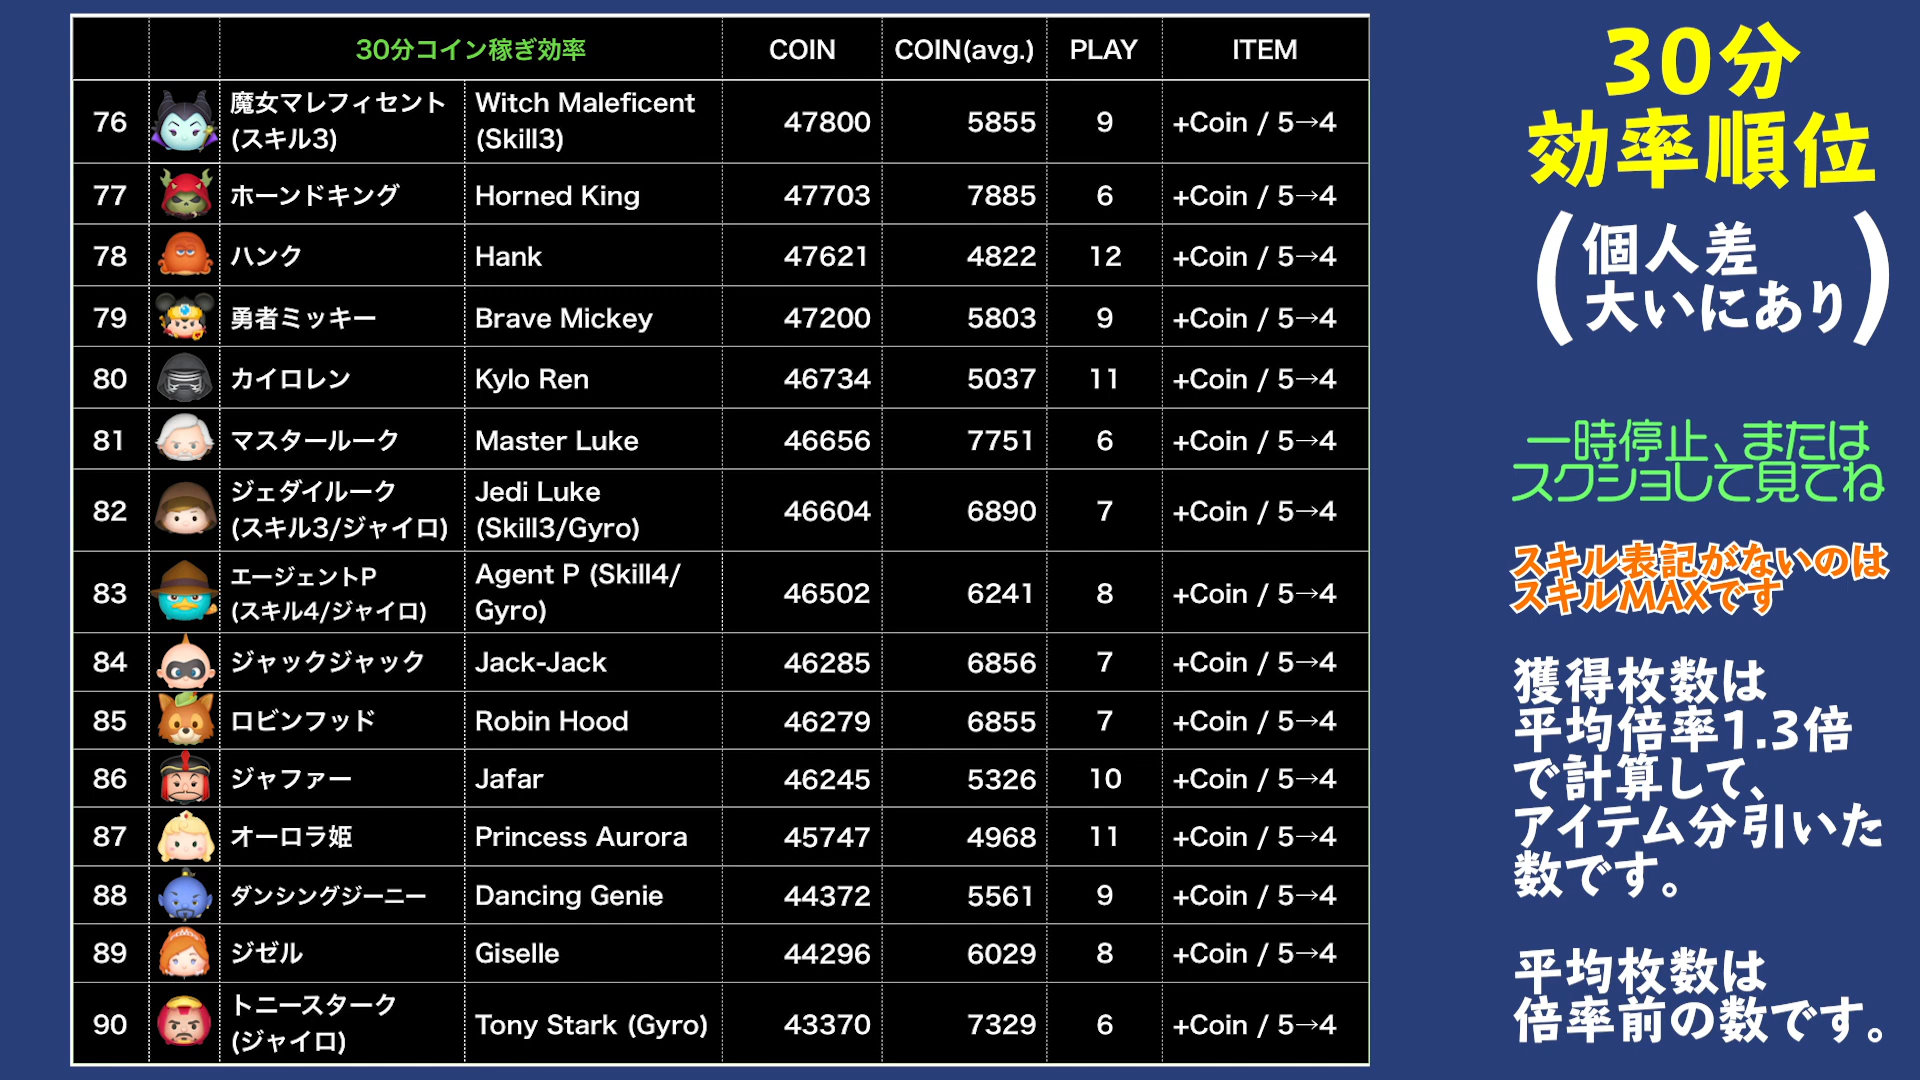 30分コイン稼ぎ効率 COIN COIN(avg.) PLAY ITEM
76 魔女マレフィセント Witch Maleficent 47800 5855 9 +Coin / 5→4
(スキル3) (Skill3)
77 ホーンドキング Horned King 47703 7885 6 +Coin / 5→4
78 ハンク Hank 47621 4822 12 +Coin / 5→4
79 勇者ミッキー Brave Mickey 47200 5803 9 +Coin / 5→4
80 カイロレン Kylo Ren 46734 5037 11 +Coin / 5→4
81 マスタールーク Master Luke 46656 7751 6 +Coin / 5→4
82 ジェダイルーク Jedi Luke 46604 6890 7 +Coin / 5→4
(スキル3/ジャイロ) (Skill3/Gyro)
83 エージェントP Agent P (Skill4/ 46502 6241 8 +Coin / 5→4
(スキル4/ジャイロ) Gyro)
84 ジャックジャック Jack-Jack 46285 6856 7 +Coin / 5→4
85 ロビンフッド Robin Hood 46279 6855 7 +Coin / 5→4
86 ジャファー Jafar 46245 5326 10 +Coin / 5→4
87 オーロラ姫 Princess Aurora 45747 4968 11 +Coin / 5→4
88 ダンシングジーニー Dancing Genie 44372 5561 9 +Coin / 5→4
89 ジゼル Giselle 44296 6029 8 +Coin / 5→4
90 トニースターク Tony Stark (Gyro) 43370 7329 6 +Coin / 5→4
(ジャイロ)
30分
効率順位
(個人差
大いにあり)
一時停止、または
スクショして見てね
スキル表記がないのは
スキルMAXです
獲得枚数は
平均倍率1.3倍
で計算して、
アイテム分引いた
数です。
平均枚数は
倍率前の数です。